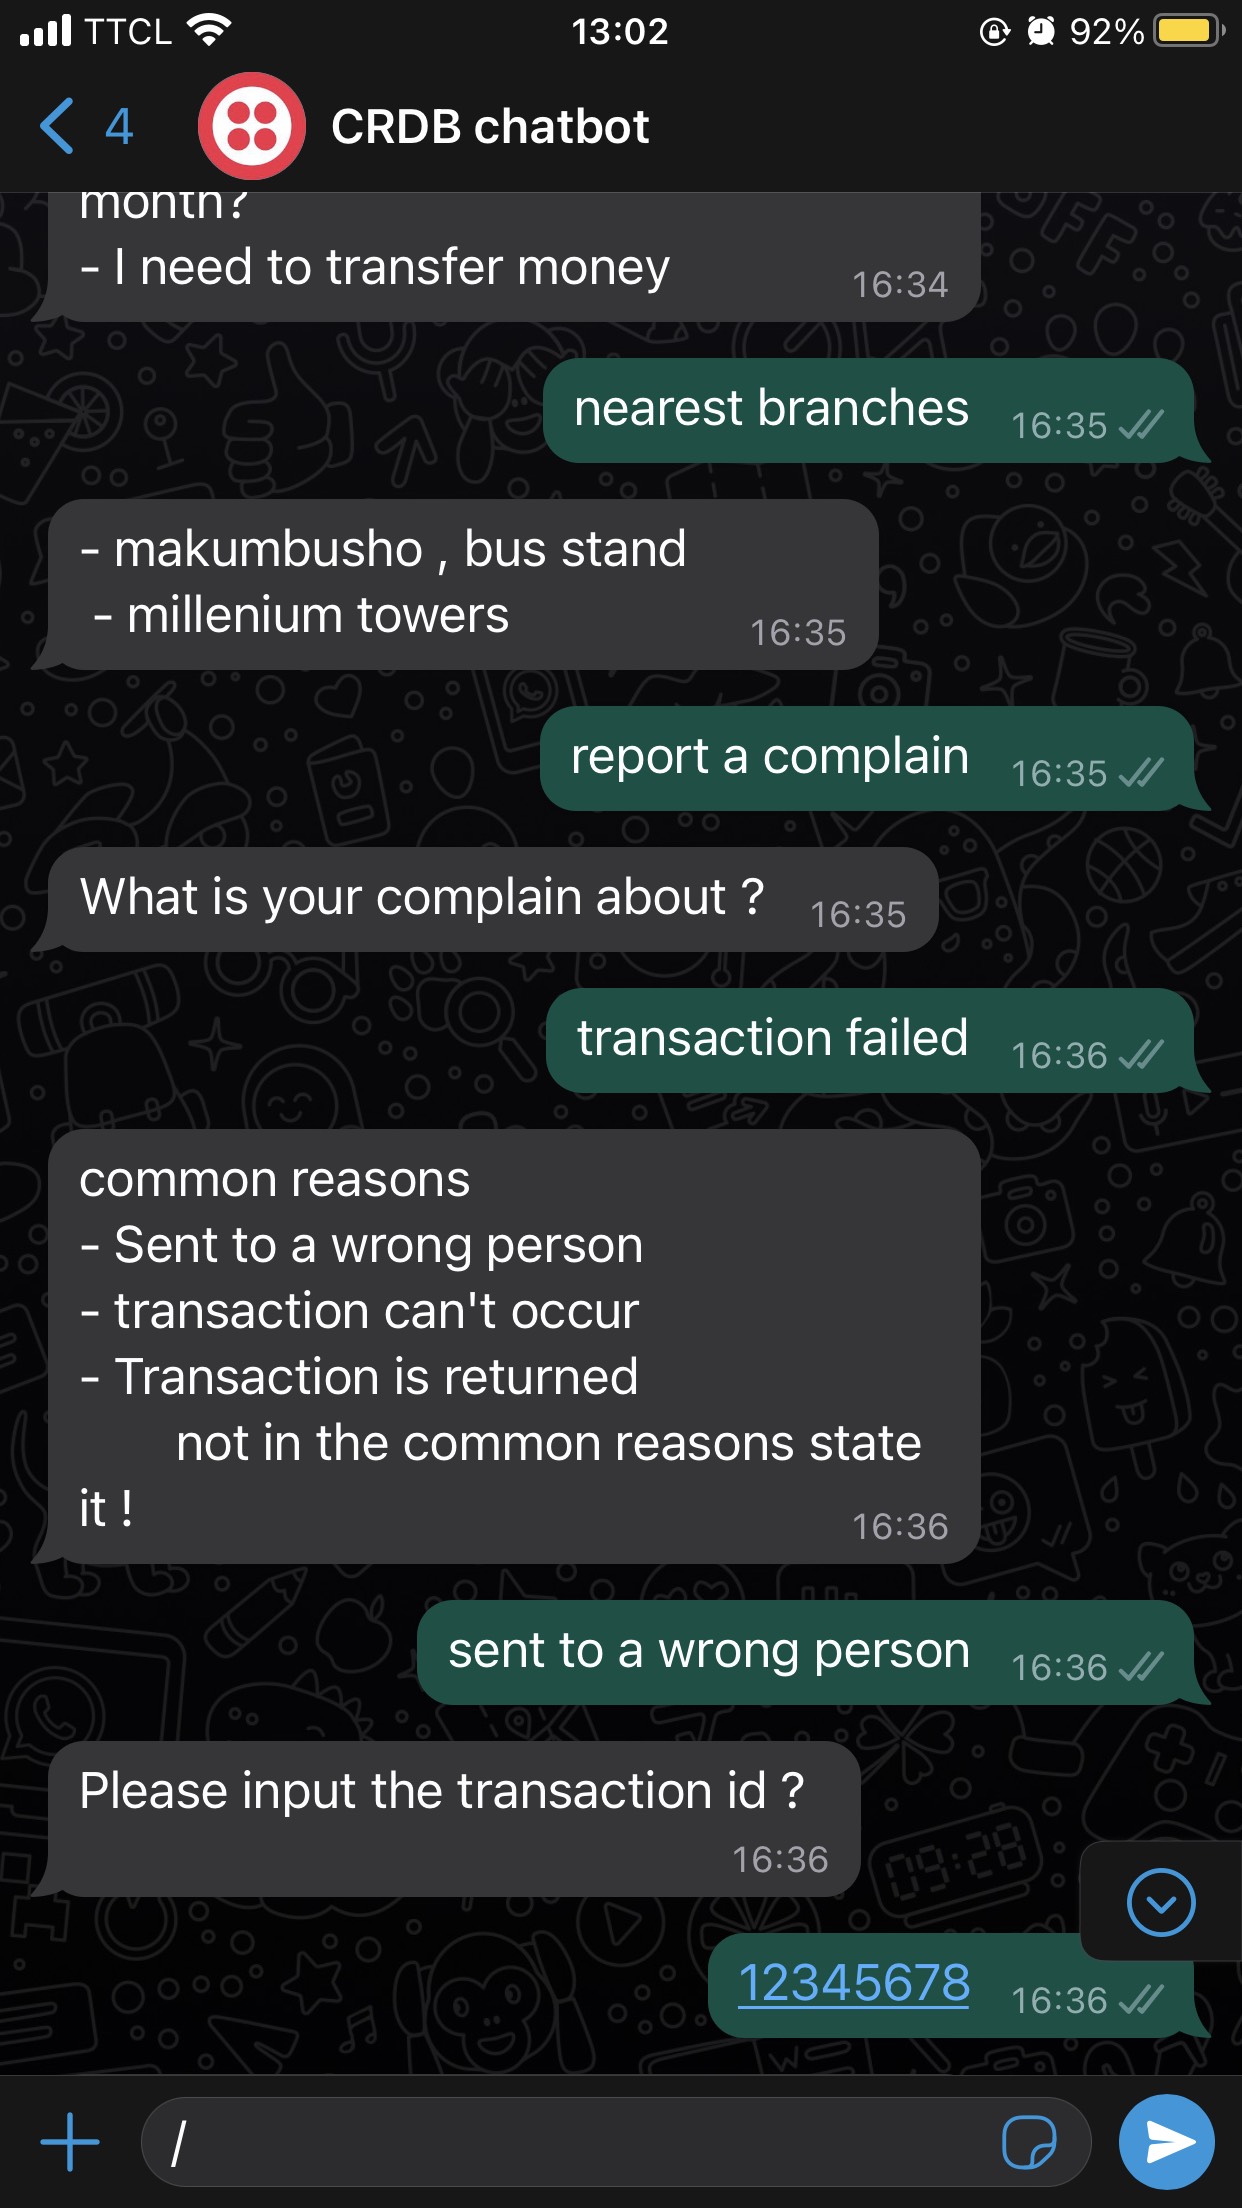 TTCL 13:02 92%
4 CRDB chatbot
month?
- I need to transfer money 16:34
nearest branches 16:35
- makumbusho , bus stand
- millenium towers 16:35
report a complain 16:35
What is your complain about ? 16:35
transaction failed 16:36
common reasons
- Sent to a wrong person
- transaction can't occur
- Transaction is returned
not in the common reasons state
it ! 16:36
sent to a wrong person 16:36
Please input the transaction id ?
16:36
12345678 16:36
/